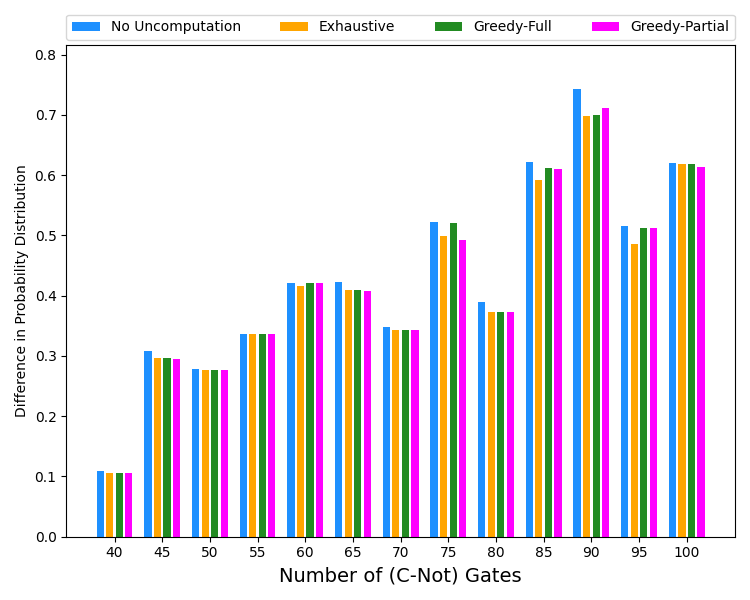 No Uncomputation Exhaustive Greedy-Full Greedy-Partial
0.8
0.7
0.6
0.5
0.4
0.3
0.2
0.1
0.0
Difference in Probability Distribution
40 45 50 55 60 65 70 75 80 85 90 95 100
Number of (C-Not) Gates